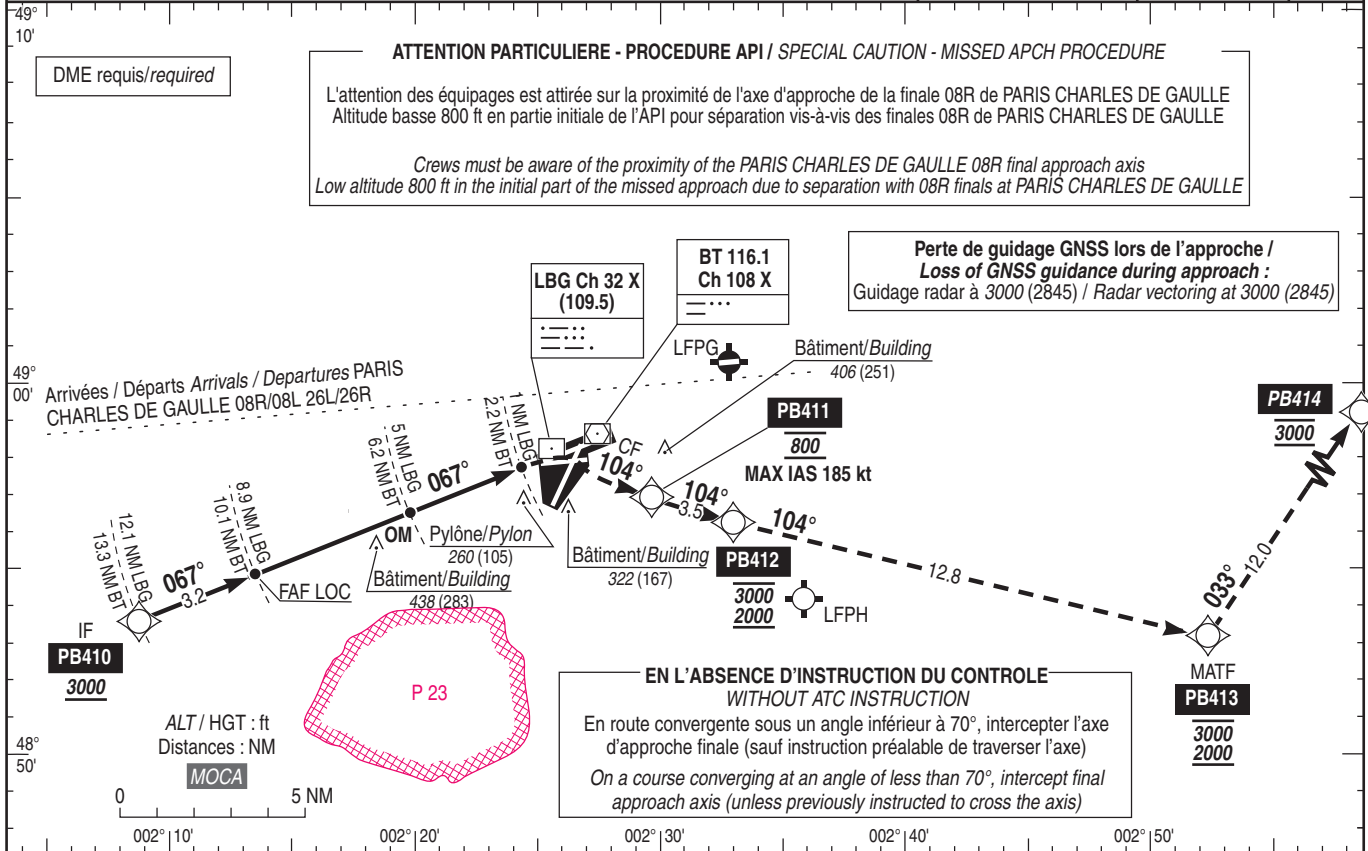 49°
10'
DME requis/required
ATTENTION PARTICULIERE - PROCEDURE API / SPECIAL CAUTION - MISSED APCH PROCEDURE
L'attention des équipages est attirée sur la proximité de l'axe d'approche de la finale 08R de PARIS CHARLES DE GAULLE
Altitude basse 800 ft en partie initiale de l'API pour séparation vis-à-vis des finales 08R de PARIS CHARLES DE GAULLE
Crews must be aware of the proximity of the PARIS CHARLES DE GAULLE 08R final approach axis
Low altitude 800 ft in the initial part of the missed approach due to separation with 08R finals at PARIS CHARLES DE GAULLE
LBG Ch 32 X
(109.5)
BT 116.1
Ch 108 X
Perte de guidage GNSS lors de l'approche /
Loss of GNSS guidance during approach :
Guidage radar à 3000 (2845) / Radar vectoring at 3000 (2845)
LFPG
Bâtiment/Building
406 (251)
49°
00'
Arrivées / Départs Arrivals / Departures PARIS
CHARLES DE GAULLE 08R/08L 26L/26R
PB411
800
MAX IAS 185 kt
PB414
3000
1 NM LBG
2.2 NM BT
5 NM LBG
6.2 NM BT
067°
CF
104°
104°
3.5
104°
8.9 NM LBG
10.1 NM BT
12.1 NM LBG
13.3 NM BT
067°
3.2
FAF LOC
OM
Pylône/Pylon
260 (105)
Bâtiment/Building
438 (283)
Bâtiment/Building
322 (167)
PB412
3000
2000
LFPH
12.8
033°
12.0
IF
PB410
3000
MATF
PB413
3000
2000
P 23
EN L'ABSENCE D'INSTRUCTION DU CONTROLE
WITHOUT ATC INSTRUCTION
En route convergente sous un angle inférieur à 70°, intercepter l'axe
d'approche finale (sauf instruction préalable de traverser l'axe)
On a course converging at an angle of less than 70°, intercept final
approach axis (unless previously instructed to cross the axis)
ALT / HGT : ft
Distances : NM
MOCA
0 5 NM
48°
50'
002° 10'
002° 20'
002° 30'
002° 40'
002° 50'